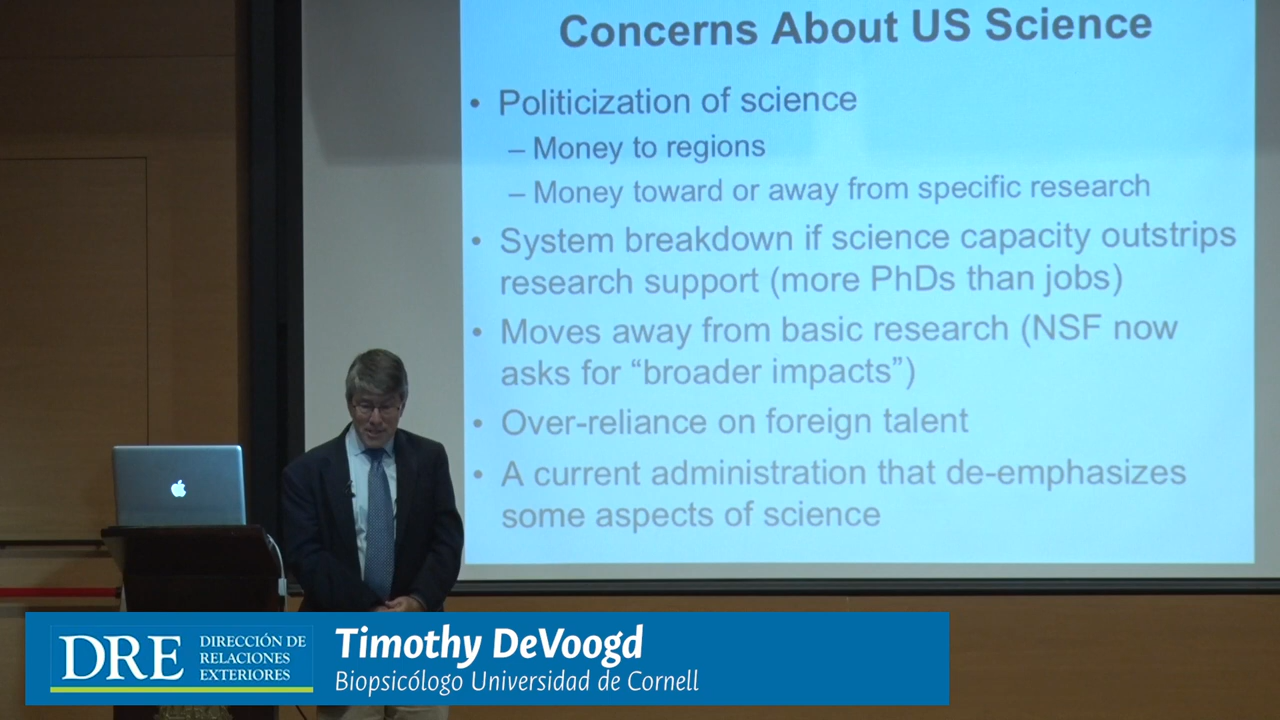 Concerns About US Science
• Politicization of science
– Money to regions
– Money toward or away from specific research
• System breakdown if science capacity outstrips
research support (more PhDs than jobs)
• Moves away from basic research (NSF now
asks for “broader impacts”)
• Over-reliance on foreign talent
• A current administration that de-emphasizes
some aspects of science
DRE
DIRECCIÓN DE
RELACIONES
EXTERIORES
Timothy DeVoogd
Biopsicólogo Universidad de Cornell